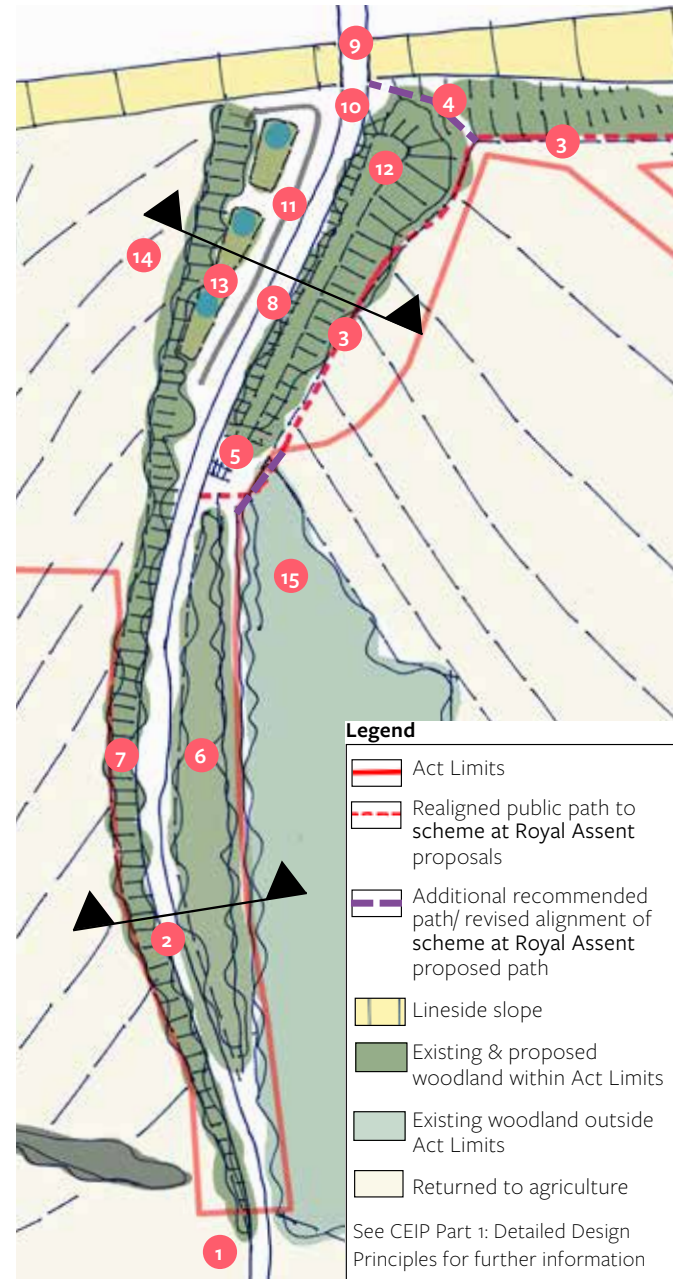 9
10
4
3
12
11
14
13
8
3
5
15
7
6
2
1
Legend
Act Limits
Realigned public path to
scheme at Royal Assent
proposals
Additional recommended
path/ revised alignment of
scheme at Royal Assent
proposed path
Lineside slope
Existing & proposed
woodland within Act Limits
Existing woodland outside
Act Limits
Returned to agriculture
See CEIP Part 1: Detailed Design
Principles for further information